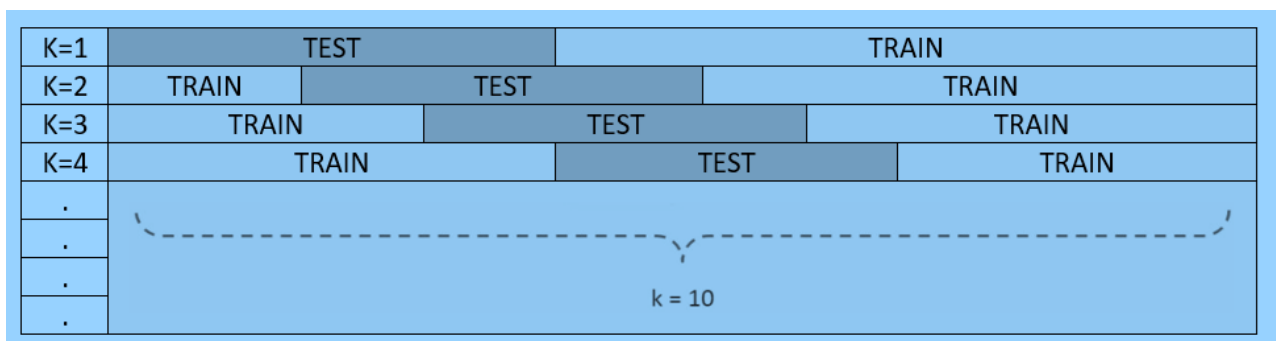 K=1 TEST TRAIN
K=2 TRAIN TEST TRAIN
K=3 TRAIN TEST TRAIN
K=4 TRAIN TEST TRAIN
.
.
.
k = 10
.